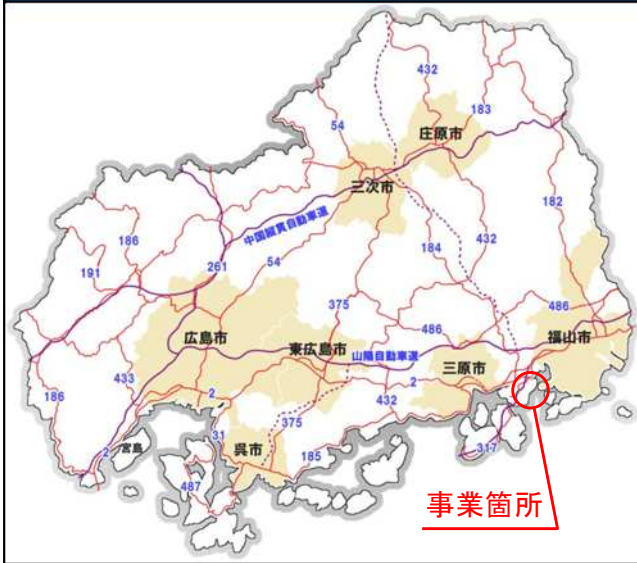 432
183
54
庄原市
三次市
182
中国縦貫自動車道
186
184
432
191
261
54
375
486
486
広島市
福山市
東広島市
山陽自動車道
三原市
186
433
2
2
432
375
31
呉市
185
317
宮島
2
487
事業箇所